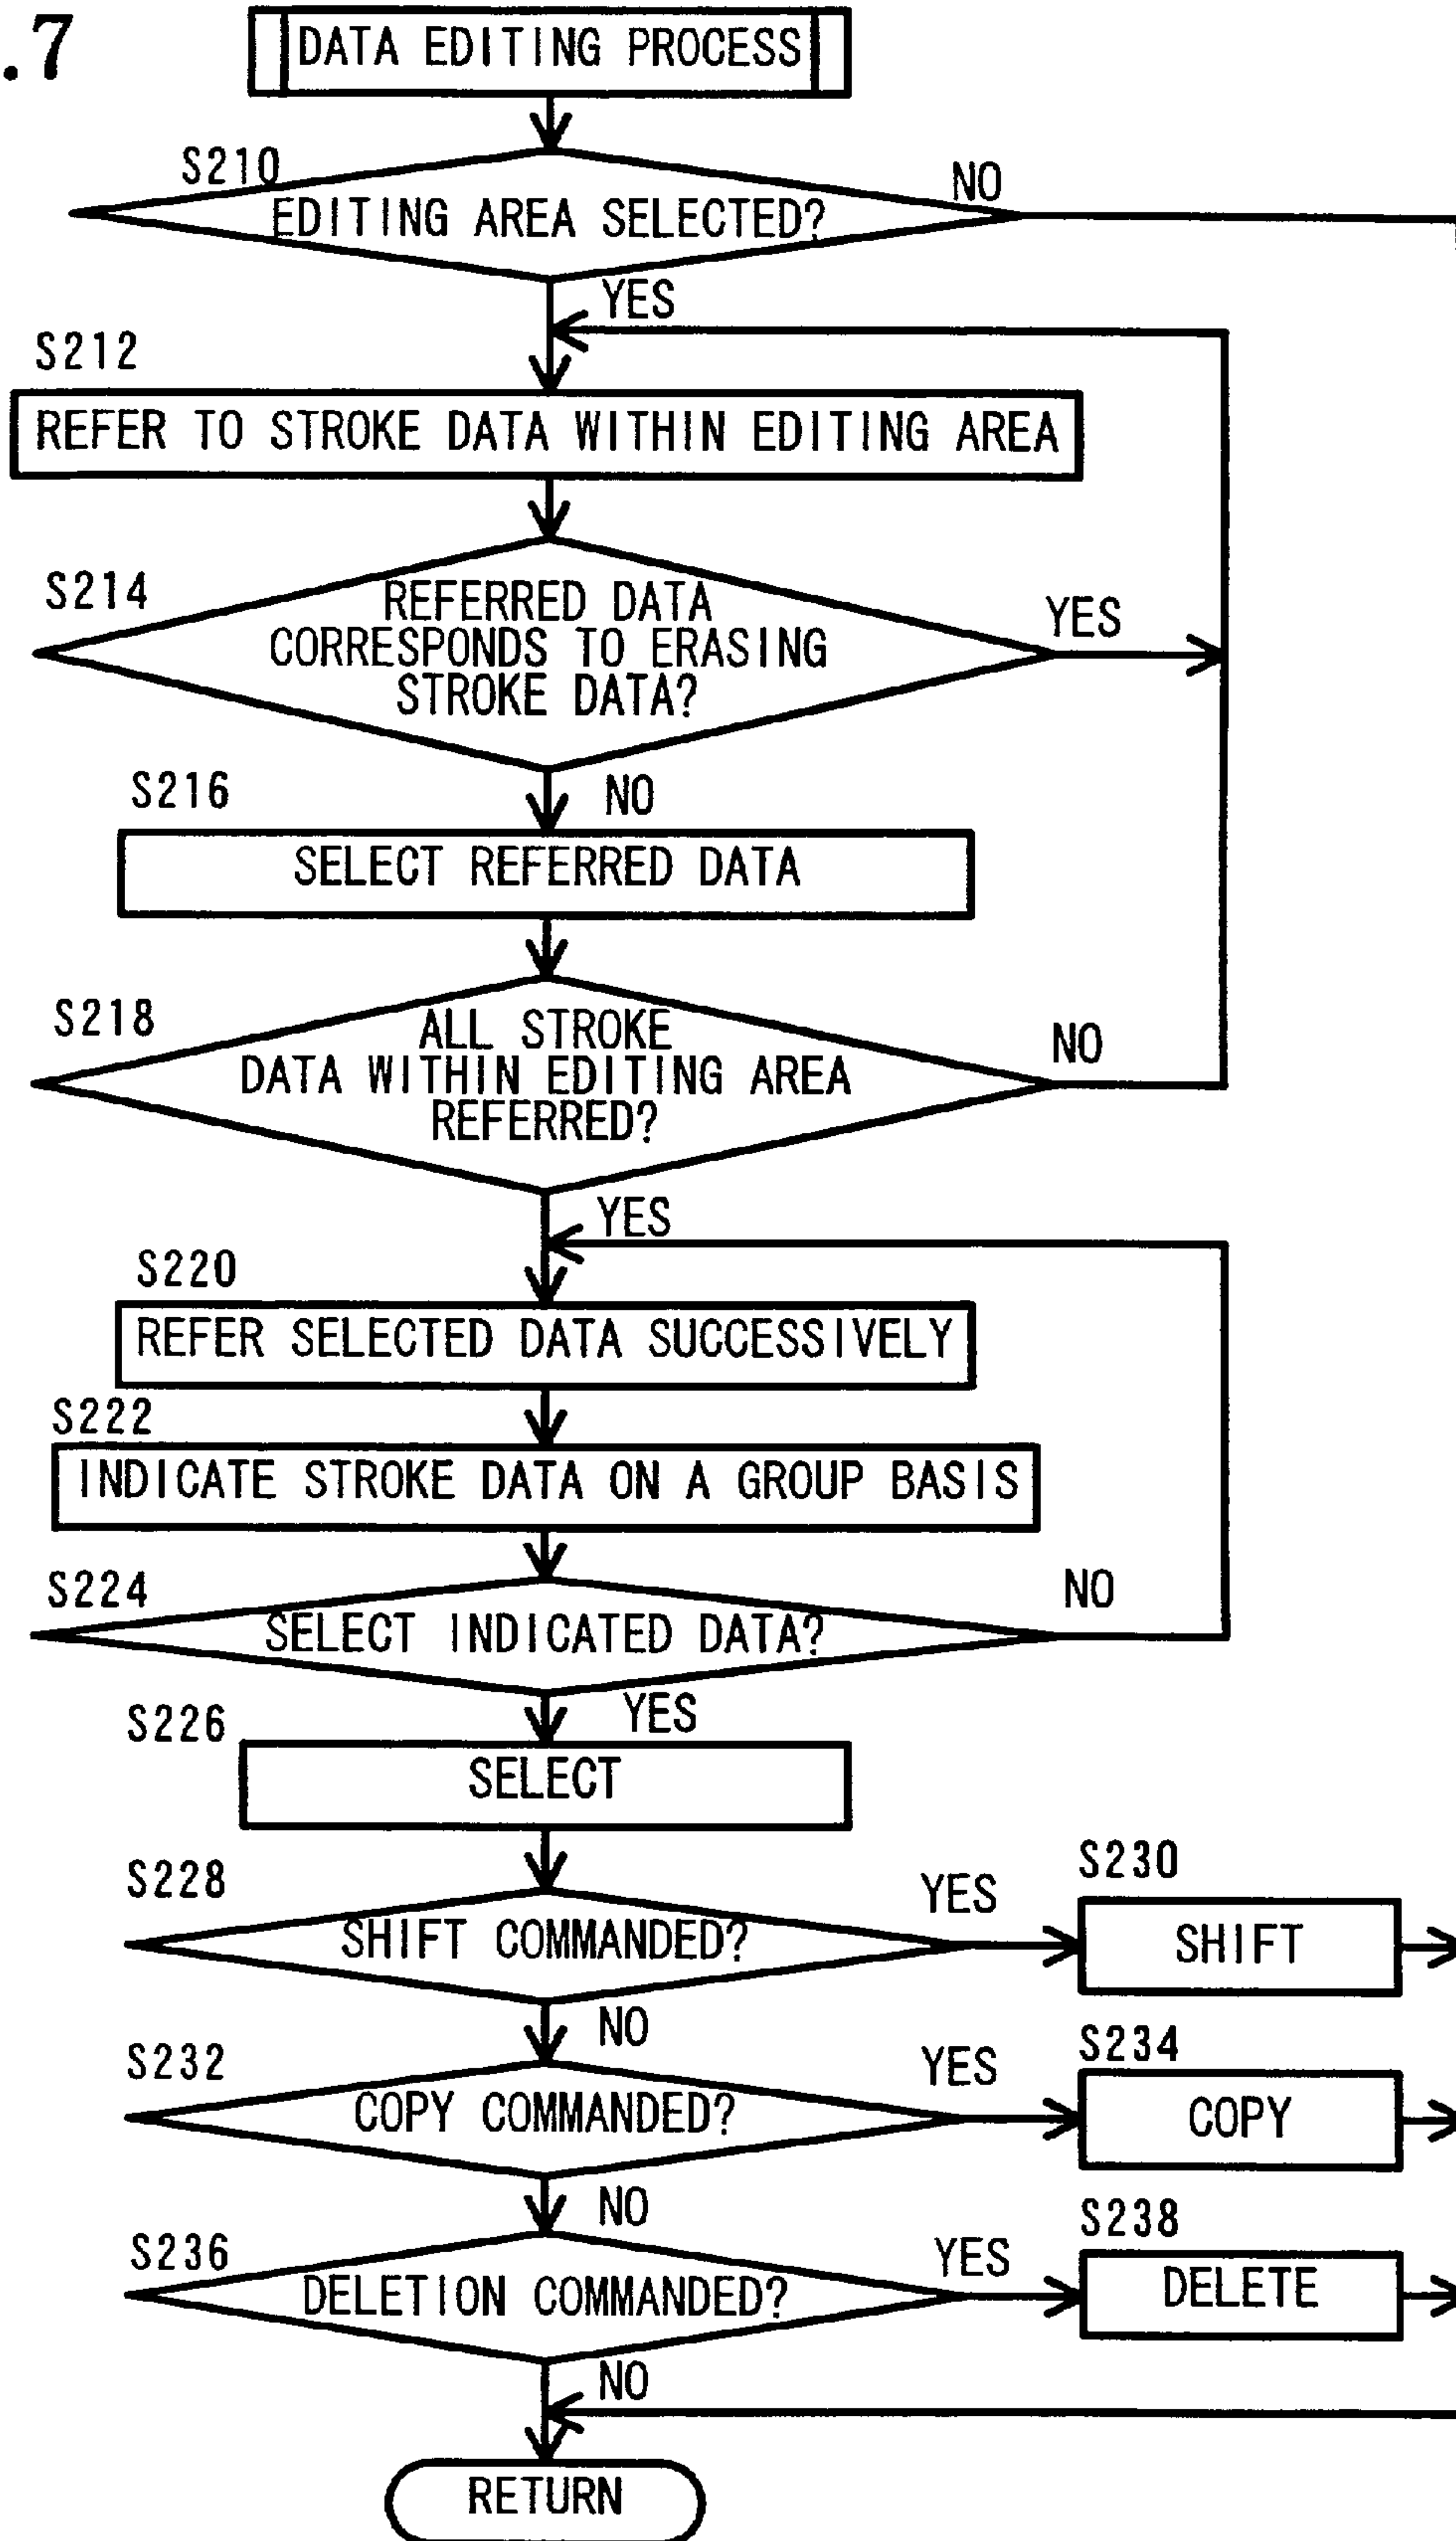 .7
DATA EDITING PROCESS
S210
NO
EDITING AREA SELECTED?
YES
S212
REFER TO STROKE DATA WITHIN EDITING AREA
S214
REFERRED DATA
YES
CORRESPONDS TO ERASING
STROKE DATA?
S216
NO
SELECT REFERRED DATA
S218
ALL STROKE
NO
DATA WITHIN EDITING AREA
REFERRED?
YES
S220
REFER SELECTED DATA SUCCESSIVELY
S222
INDICATE STROKE DATA ON A GROUP BASIS
S224
NO
SELECT INDICATED DATA?
YES
S226
SELECT
S228
YES
S230
SHIFT COMMANDED?
SHIFT
NO
S232
YES
S234
COPY COMMANDED?
COPY
NO
S236
YES
S238
DELETION COMMANDED?
DELETE
NO
RETURN